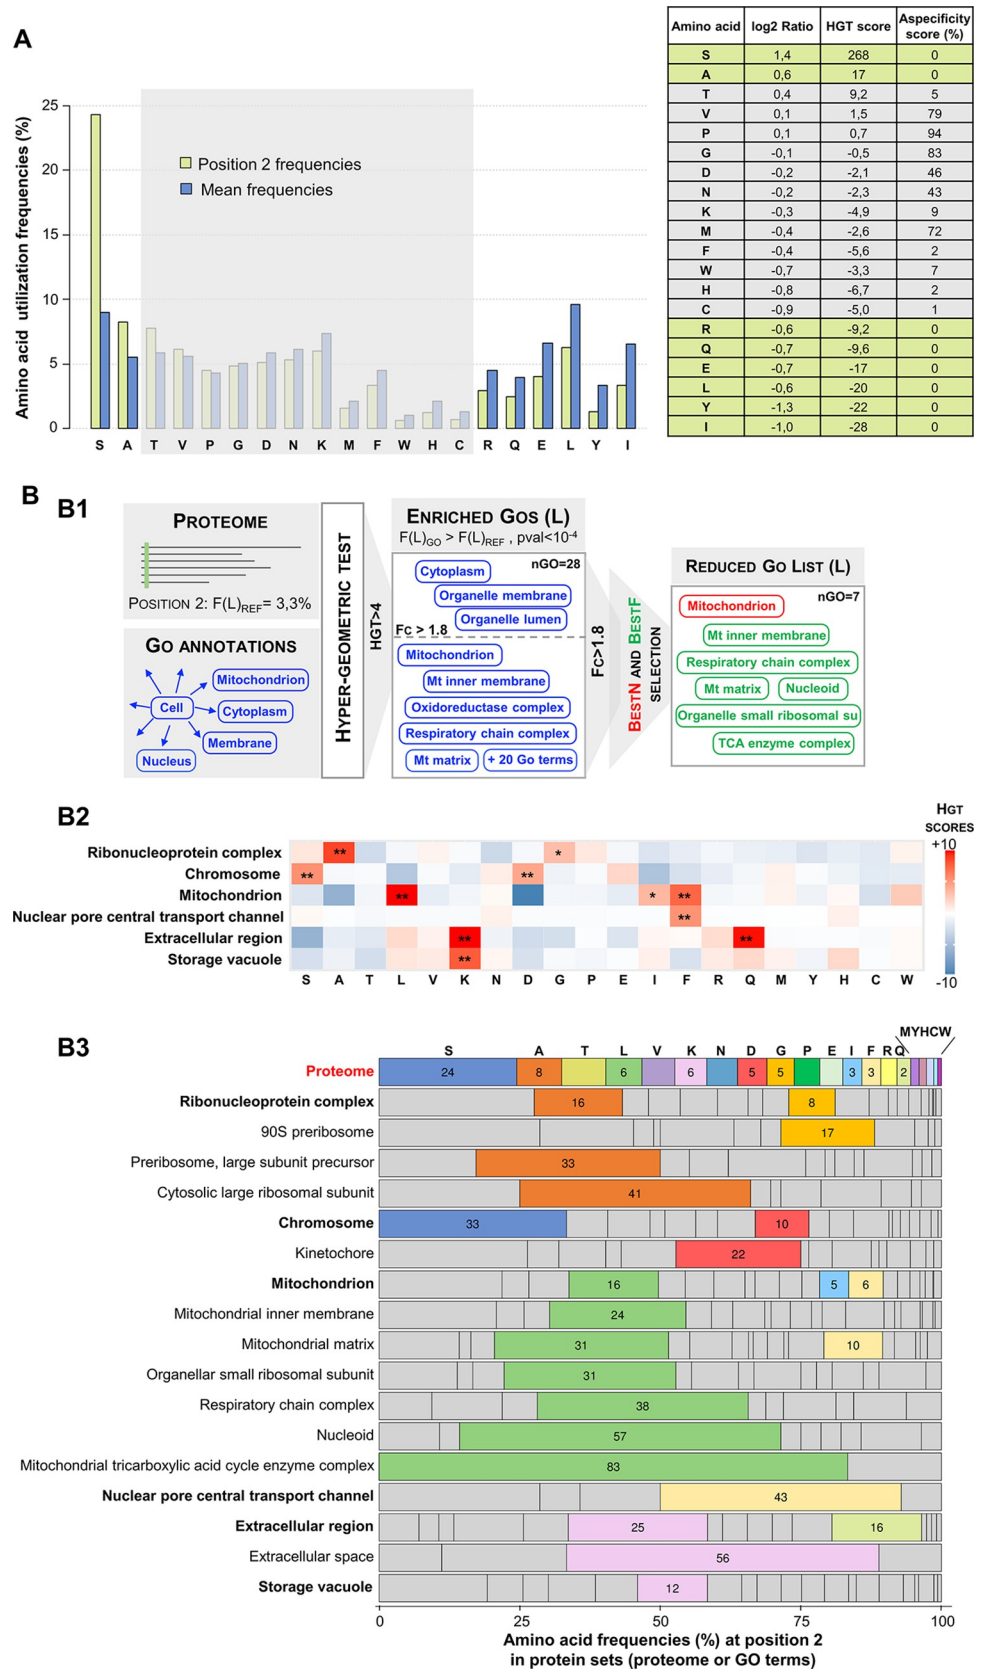 A
Amino acid utilization frequencies (%)
25
20
15
10
5
0
Position 2 frequencies
Mean frequencies
S A T V P G D N K M F W H C R Q E L Y I
Amino acid log2 Ratio HGT score Aspecificity score (%)
S 1,4 268 0
A 0,6 17 0
T 0,4 9,2 5
V 0,1 1,5 79
P 0,1 0,7 94
G -0,1 -0,5 83
D -0,2 -2,1 46
N -0,2 -2,3 43
K -0,3 -4,9 9
M -0,4 -2,6 72
F -0,4 -5,6 2
W -0,7 -3,3 7
H -0,8 -6,7 2
C -0,9 -5,0 1
R -0,6 -9,2 0
Q -0,7 -9,6 0
E -0,7 -17 0
L -0,6 -20 0
Y -1,3 -22 0
I -1,0 -28 0
B
B1
PROTEOME
POSITION 2: F(L)REF= 3,3%
GO ANNOTATIONS
Mitochondrion
Cell
Cytoplasm
Membrane
Nucleus
HYPER-GEOMETRIC TEST
HGT>4
ENRICHED GOS (L)
F(L)GO > F(L)REF , pval<10-4
nGO=28
Cytoplasm
Organelle membrane
Organelle lumen
Fc > 1.8
Mitochondrion
Mt inner membrane
Oxidoreductase complex
Respiratory chain complex
Mt matrix
+ 20 Go terms
FC>1.8
BESTN AND BESTF
SELECTION
REDUCED GO LIST (L)
nGO=7
Mitochondrion
Mt inner membrane
Respiratory chain complex
Mt matrix
Nucleoid
Organelle small ribosomal su
TCA enzyme complex
B2
HGT
SCORES
+10
-10
Ribonucleoprotein complex ** *
Chromosome ** **
Mitochondrion ** * **
Nuclear pore central transport channel **
Extracellular region ** **
Storage vacuole **
S A T L V K N D G P E I F R Q M Y H C W
B3
MYHCW
S A T L V K N D G P E I F R Q
Proteome 24 8 6 6 5 5 3 3 2
Ribonucleoprotein complex 16 8
90S preribosome 17
Preribosome, large subunit precursor 33
Cytosolic large ribosomal subunit 41
Chromosome 33 10
Kinetochore 22
Mitochondrion 16 5 6
Mitochondrial inner membrane 24
Mitochondrial matrix 31 10
Organellar small ribosomal subunit 31
Respiratory chain complex 38
Nucleoid 57
Mitochondrial tricarboxylic acid cycle enzyme complex 83
Nuclear pore central transport channel 43
Extracellular region 25 16
Extracellular space 56
Storage vacuole 12
0 25 50 75 100
Amino acid frequencies (%) at position 2
in protein sets (proteome or GO terms)